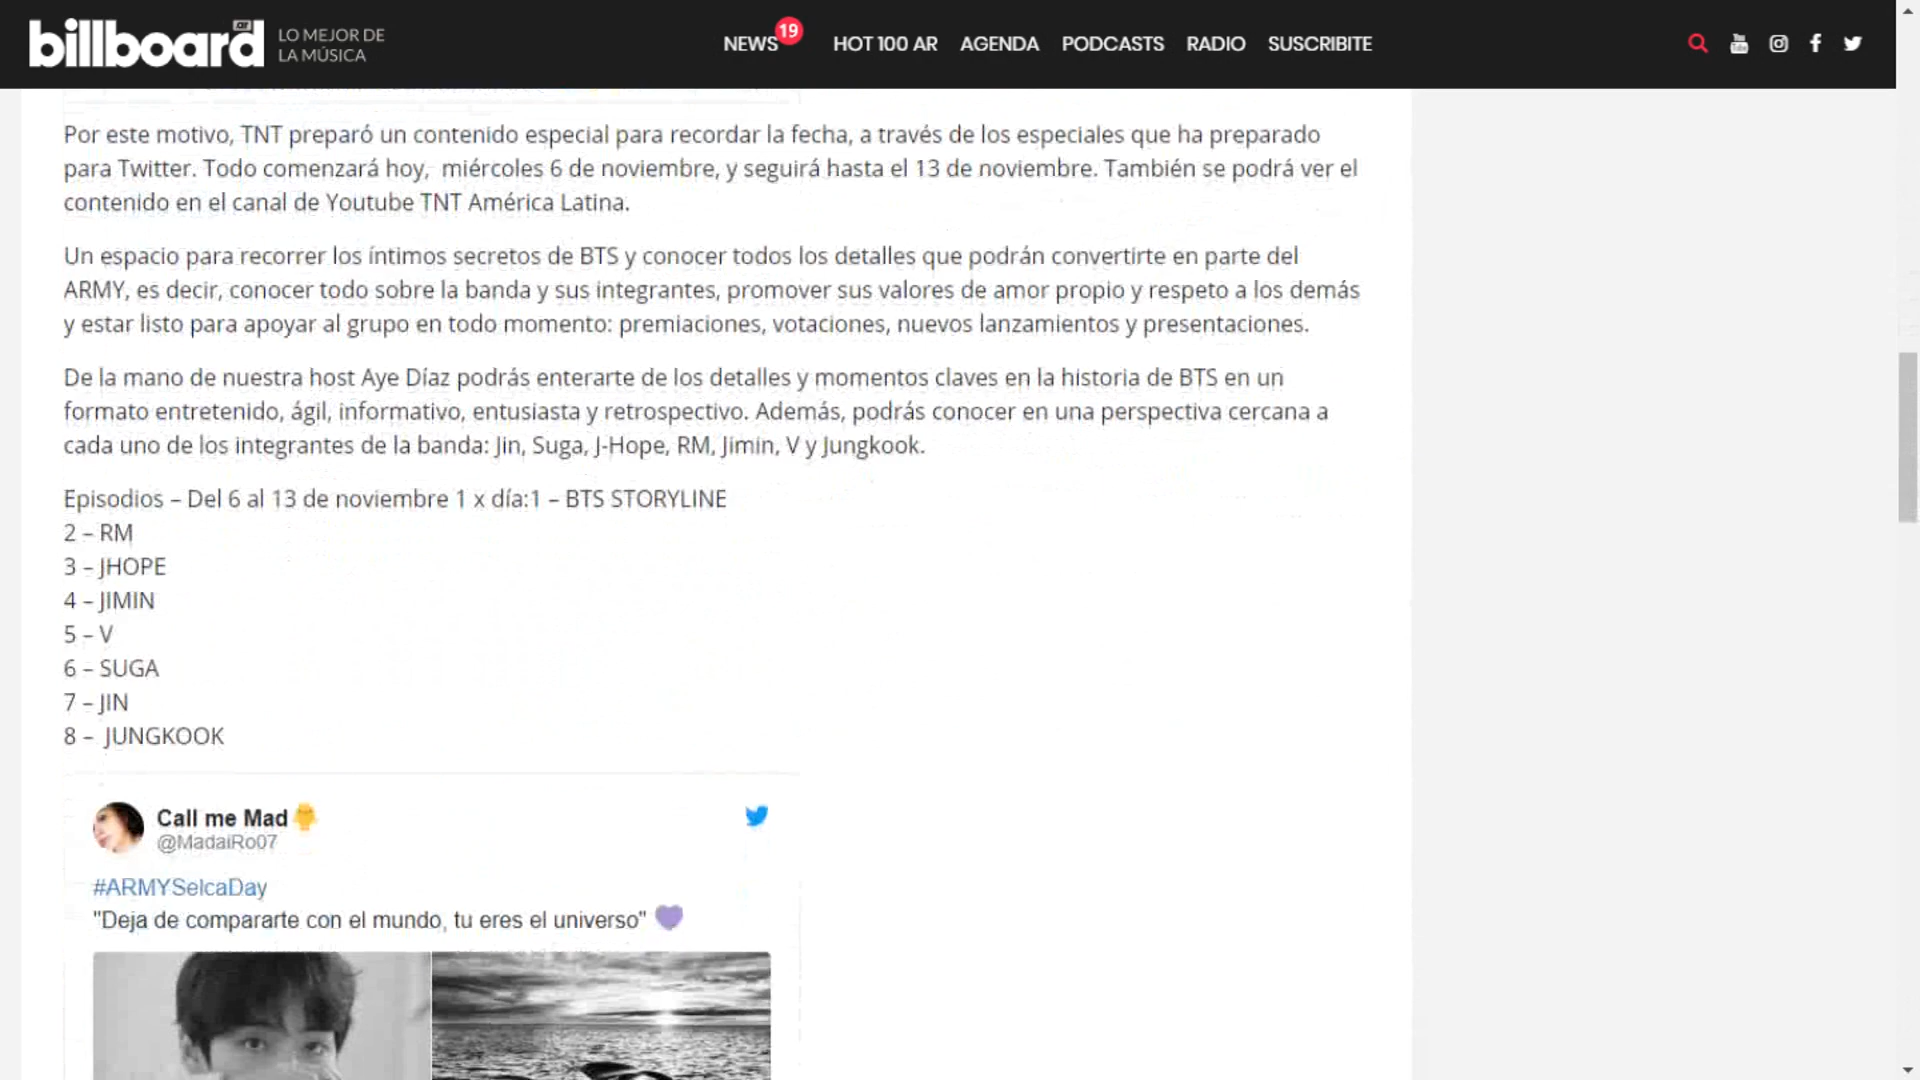 billboard ar
LO MEJOR DE
LA MÚSICA
NEWS 19 HOT 100 AR AGENDA PODCASTS RADIO SUSCRIBITE
Por este motivo, TNT preparó un contenido especial para recordar la fecha, a través de los especiales que ha preparado
para Twitter. Todo comenzará hoy,  miércoles 6 de noviembre, y seguirá hasta el 13 de noviembre. También se podrá ver el
contenido en el canal de Youtube TNT América Latina.
Un espacio para recorrer los íntimos secretos de BTS y conocer todos los detalles que podrán convertirte en parte del
ARMY, es decir, conocer todo sobre la banda y sus integrantes, promover sus valores de amor propio y respeto a los demás
y estar listo para apoyar al grupo en todo momento: premiaciones, votaciones, nuevos lanzamientos y presentaciones.
De la mano de nuestra host Aye Díaz podrás enterarte de los detalles y momentos claves en la historia de BTS en un
formato entretenido, ágil, informativo, entusiasta y retrospectivo. Además, podrás conocer en una perspectiva cercana a
cada uno de los integrantes de la banda: Jin, Suga, J-Hope, RM, Jimin, V y Jungkook.
Episodios – Del 6 al 13 de noviembre 1 x día:1 – BTS STORYLINE
2 – RM
3 – JHOPE
4 – JIMIN
5 – V
6 – SUGA
7 – JIN
8 –  JUNGKOOK
Call me Mad
@MadaiRo07
#ARMYSelcaDay
"Deja de compararte con el mundo, tu eres el universo"